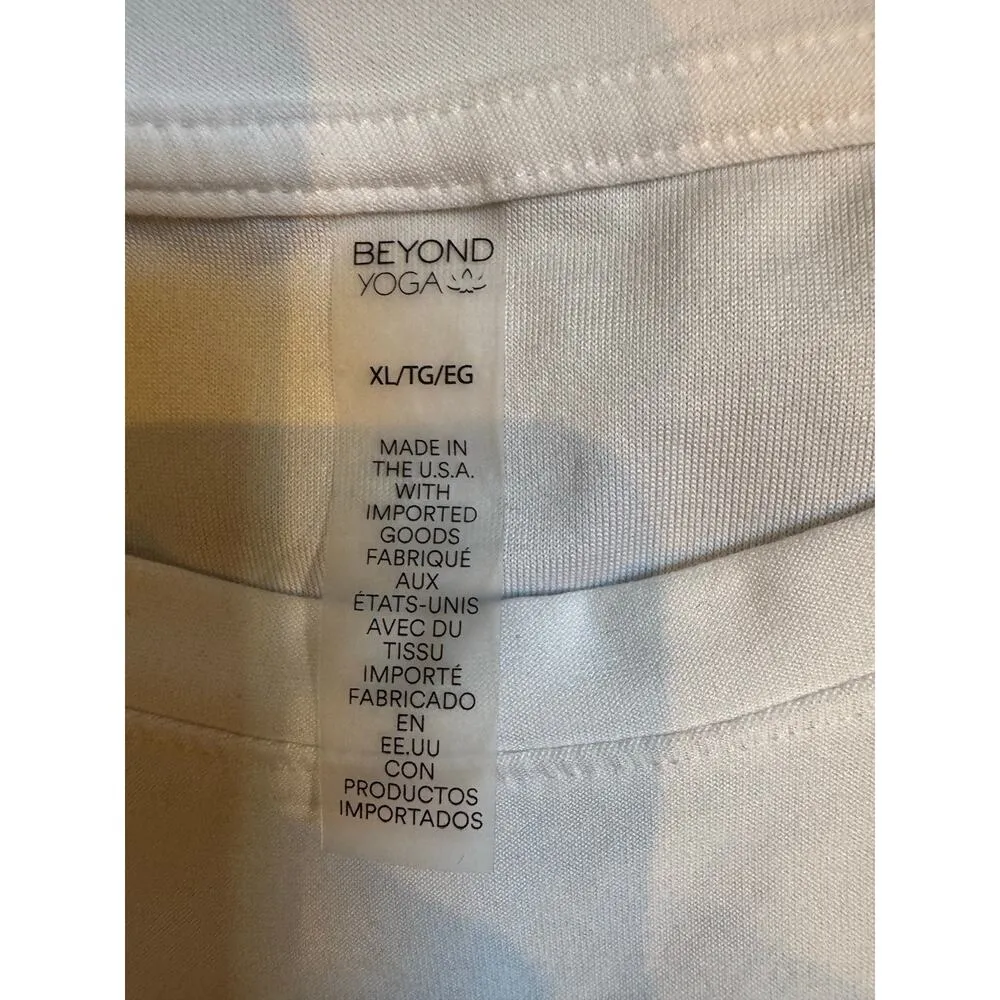 BEYOND
YOGA
XL/TG/EG
MADE IN
THE U.S.A.
WITH
IMPORTED
GOODS
FABRIQUÉ
AUX
ÉTATS-UNIS
AVEC DU
TISSU
IMPORTÉ
FABRICADO
EN
EE.UU
CON
PRODUCTOS
IMPORTADOS